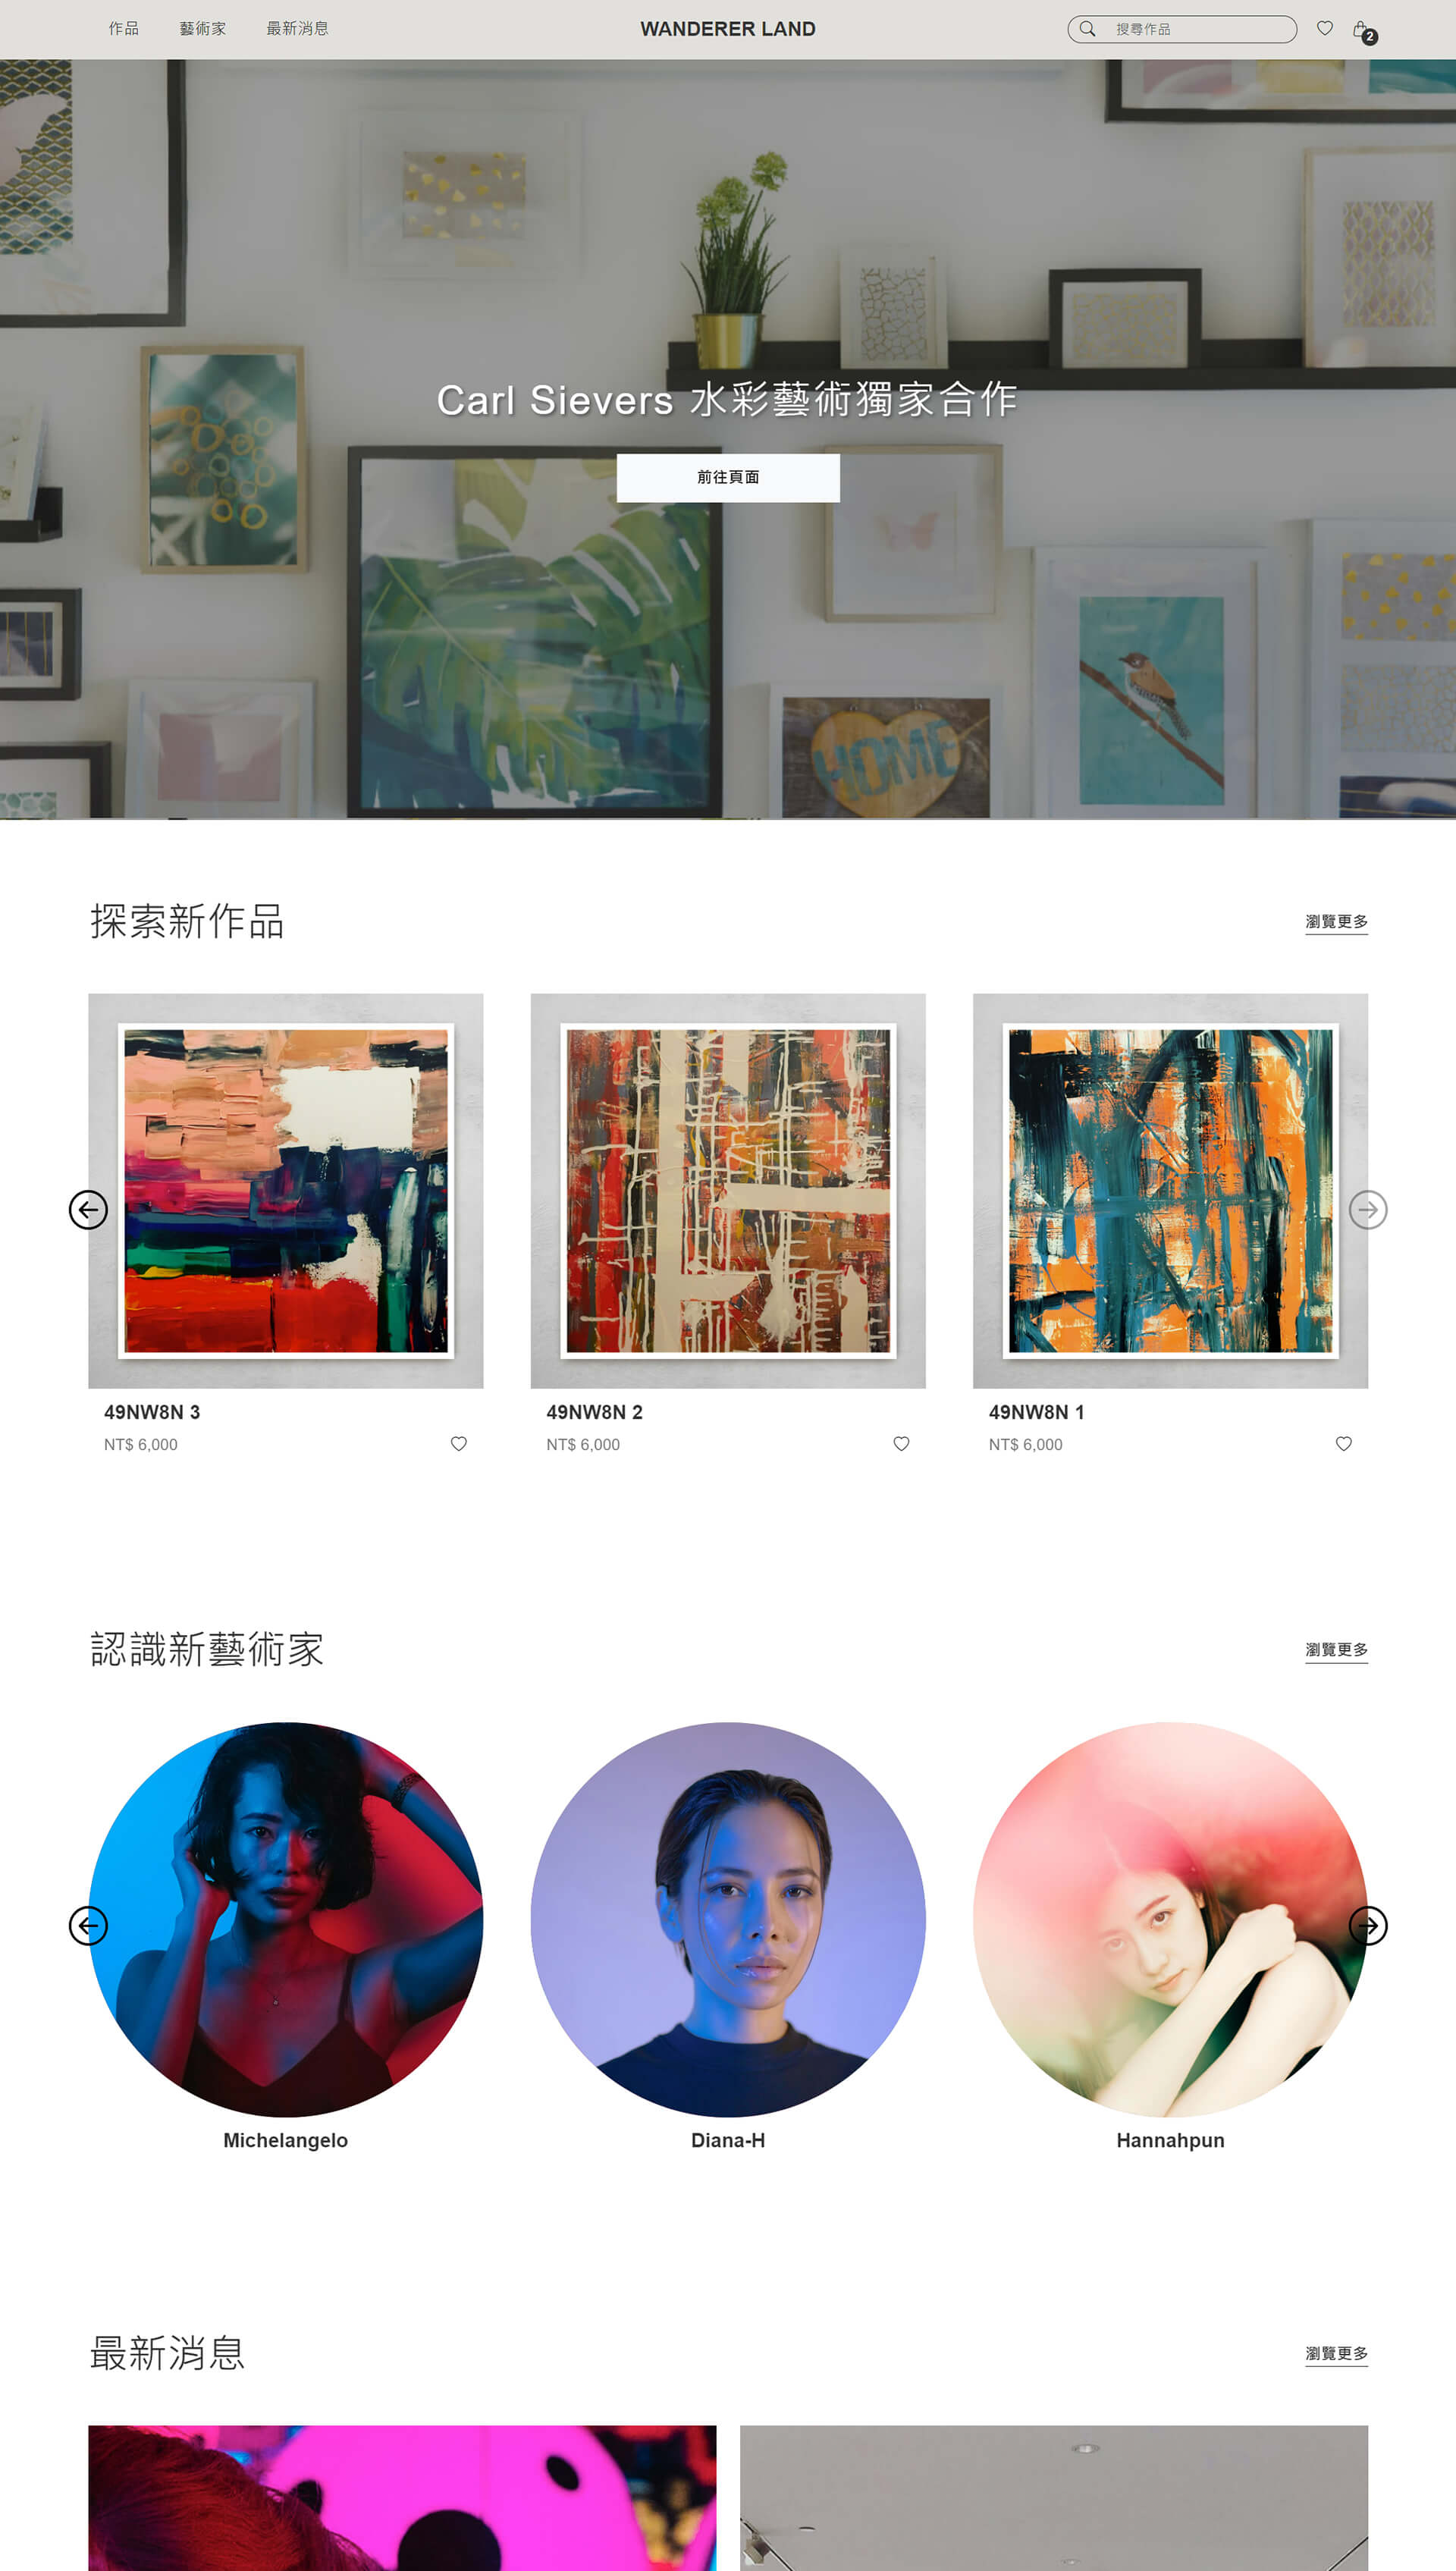 作品 藝術家 最新消息 WANDERER LAND 搜尋作品 2
Carl Sievers 水彩藝術獨家合作
前往頁面
HOME
探索新作品 瀏覽更多
49NW8N 3 49NW8N 2 49NW8N 1
NT$ 6,000 NT$ 6,000 NT$ 6,000
認識新藝術家 瀏覽更多
Michelangelo Diana-H Hannahpun
最新消息 瀏覽更多